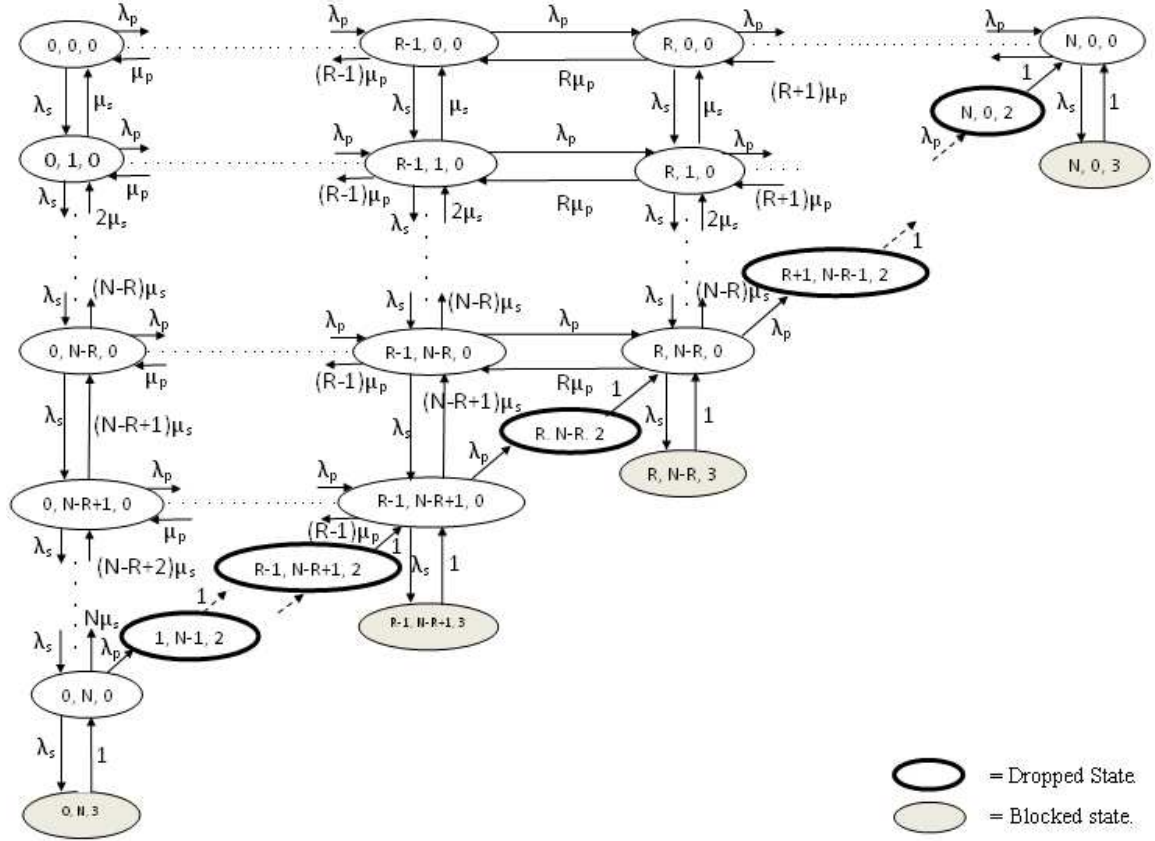 λp λp λp λp λp
0, 0, 0 R-1, 0, 0 R, 0, 0 N, 0, 0
μp (R-1)μp Rμp (R+1)μp 1
λs μs λs μs λs μs N, 0, 2 λs 1
λp λp λp λp λp
0, 1, 0 R-1, 1, 0 R, 1, 0 N, 0, 3
μp (R-1)μp Rμp (R+1)μp
λs 2μs λs 2μs λs 2μs
1
R+1, N-R-1, 2
λs (N-R)μs λs (N-R)μs λs (N-R)μs
λp λp λp λp
0, N-R, 0 R-1, N-R, 0 R, N-R, 0
μp (R-1)μp Rμp 1
λs (N-R+1)μs λs (N-R+1)μs λs 1
R. N-R. 2
λp λp λp
R, N-R, 3
0, N-R+1, 0 R-1, N-R+1, 0
μp (R-1)μp 1
λs (N-R+2)μs λs 1
R-1, N-R+1, 2
1
Nμs R-1, N-R+1, 3
λs λp 1, N-1, 2
0, N, 0
λs 1
= Dropped State.
0, N, 3
= Blocked state.